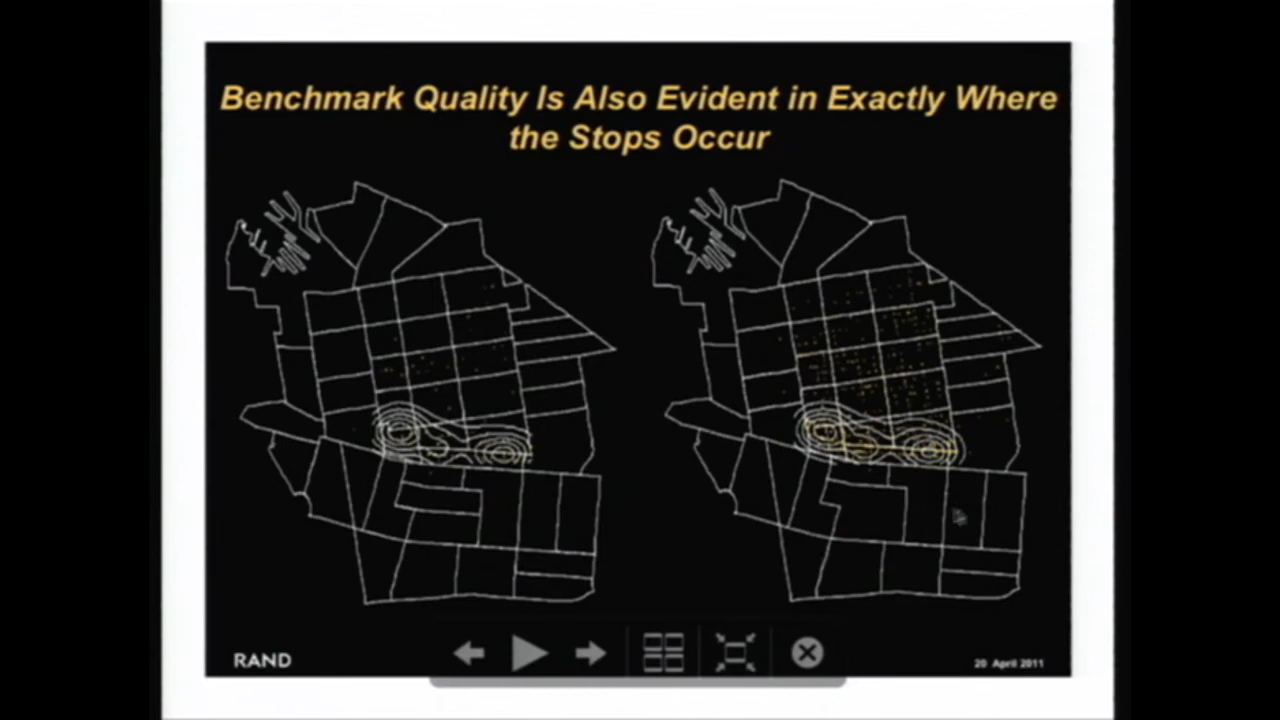 Benchmark Quality Is Also Evident in Exactly Where
the Stops Occur
RAND
20 April 2011